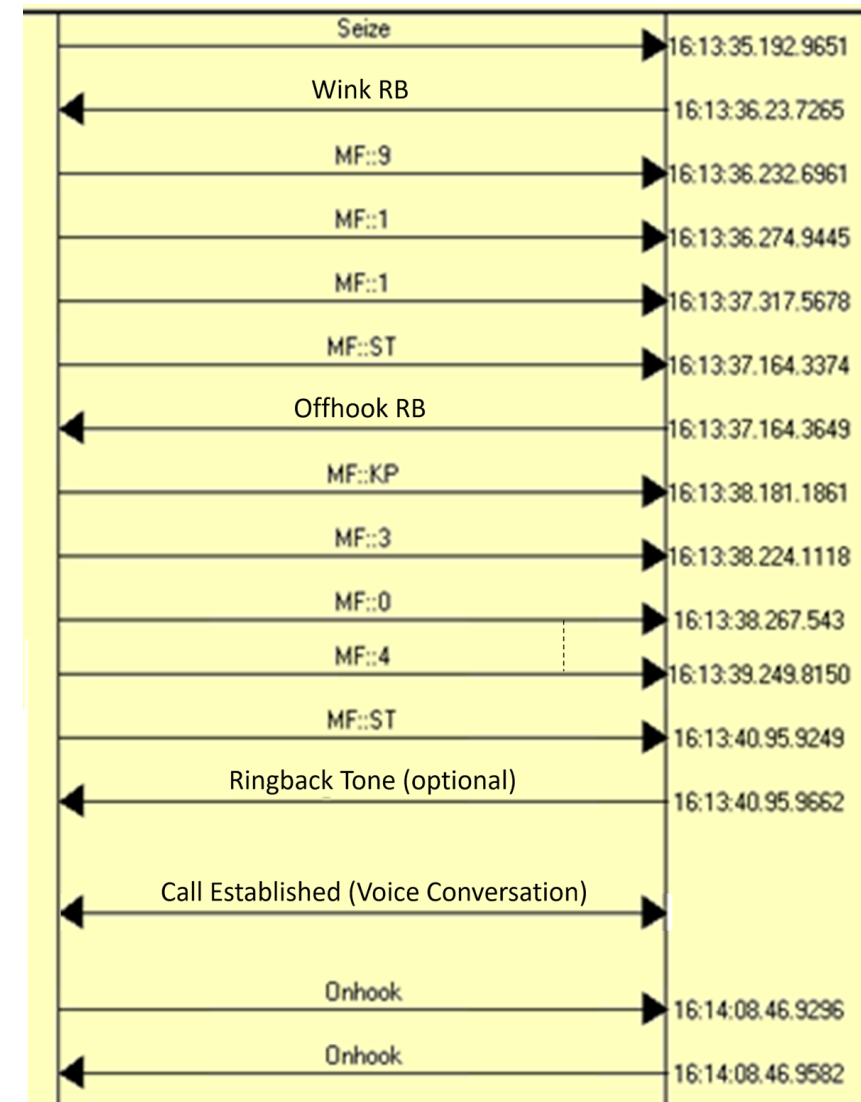 Seize
16:13:35.192.9651
Wink RB
16:13:36.23.7265
MF::9
16:13:36.232.6961
MF::1
16:13:36.274.9445
MF::1
16:13:37.317.5678
MF::ST
16:13:37.164.3374
Offhook RB
16:13:37.164.3649
MF::KP
16:13:38.181.1861
MF::3
16:13:38.224.1118
MF::0
16:13:38.267.543
MF::4
16:13:39.249.8150
MF::ST
16:13:40.95.9249
Ringback Tone (optional)
16:13:40.95.9662
Call Established (Voice Conversation)
Onhook
16:14:08.46.9296
Onhook
16:14:08.46.9582